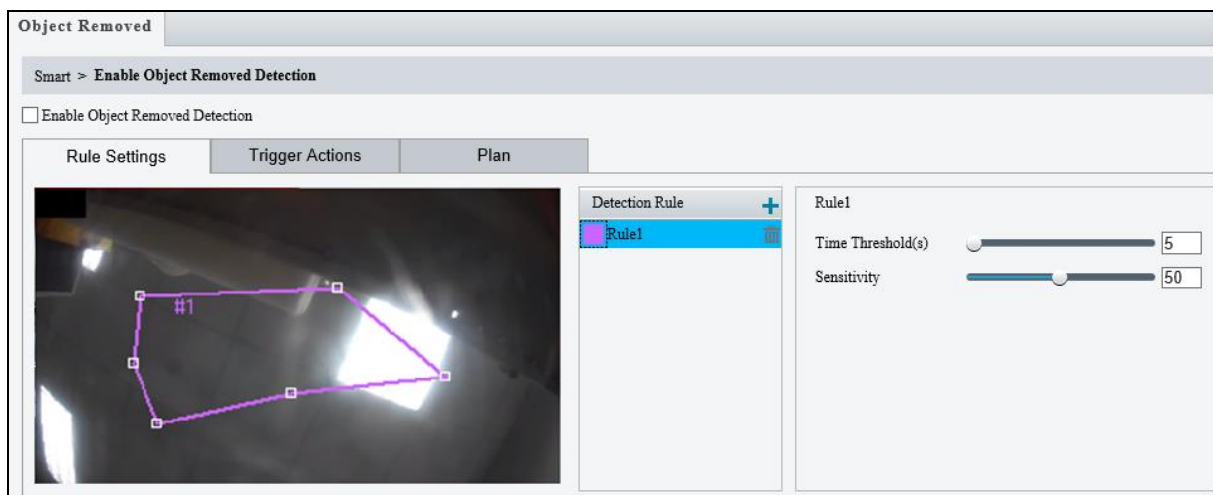 Object Removed
Smart > Enable Object Removed Detection
Enable Object Removed Detection
Rule Settings
Trigger Actions
Plan
#1
Detection Rule +
Rule1
Rule1
Time Threshold(s) 5
Sensitivity 50